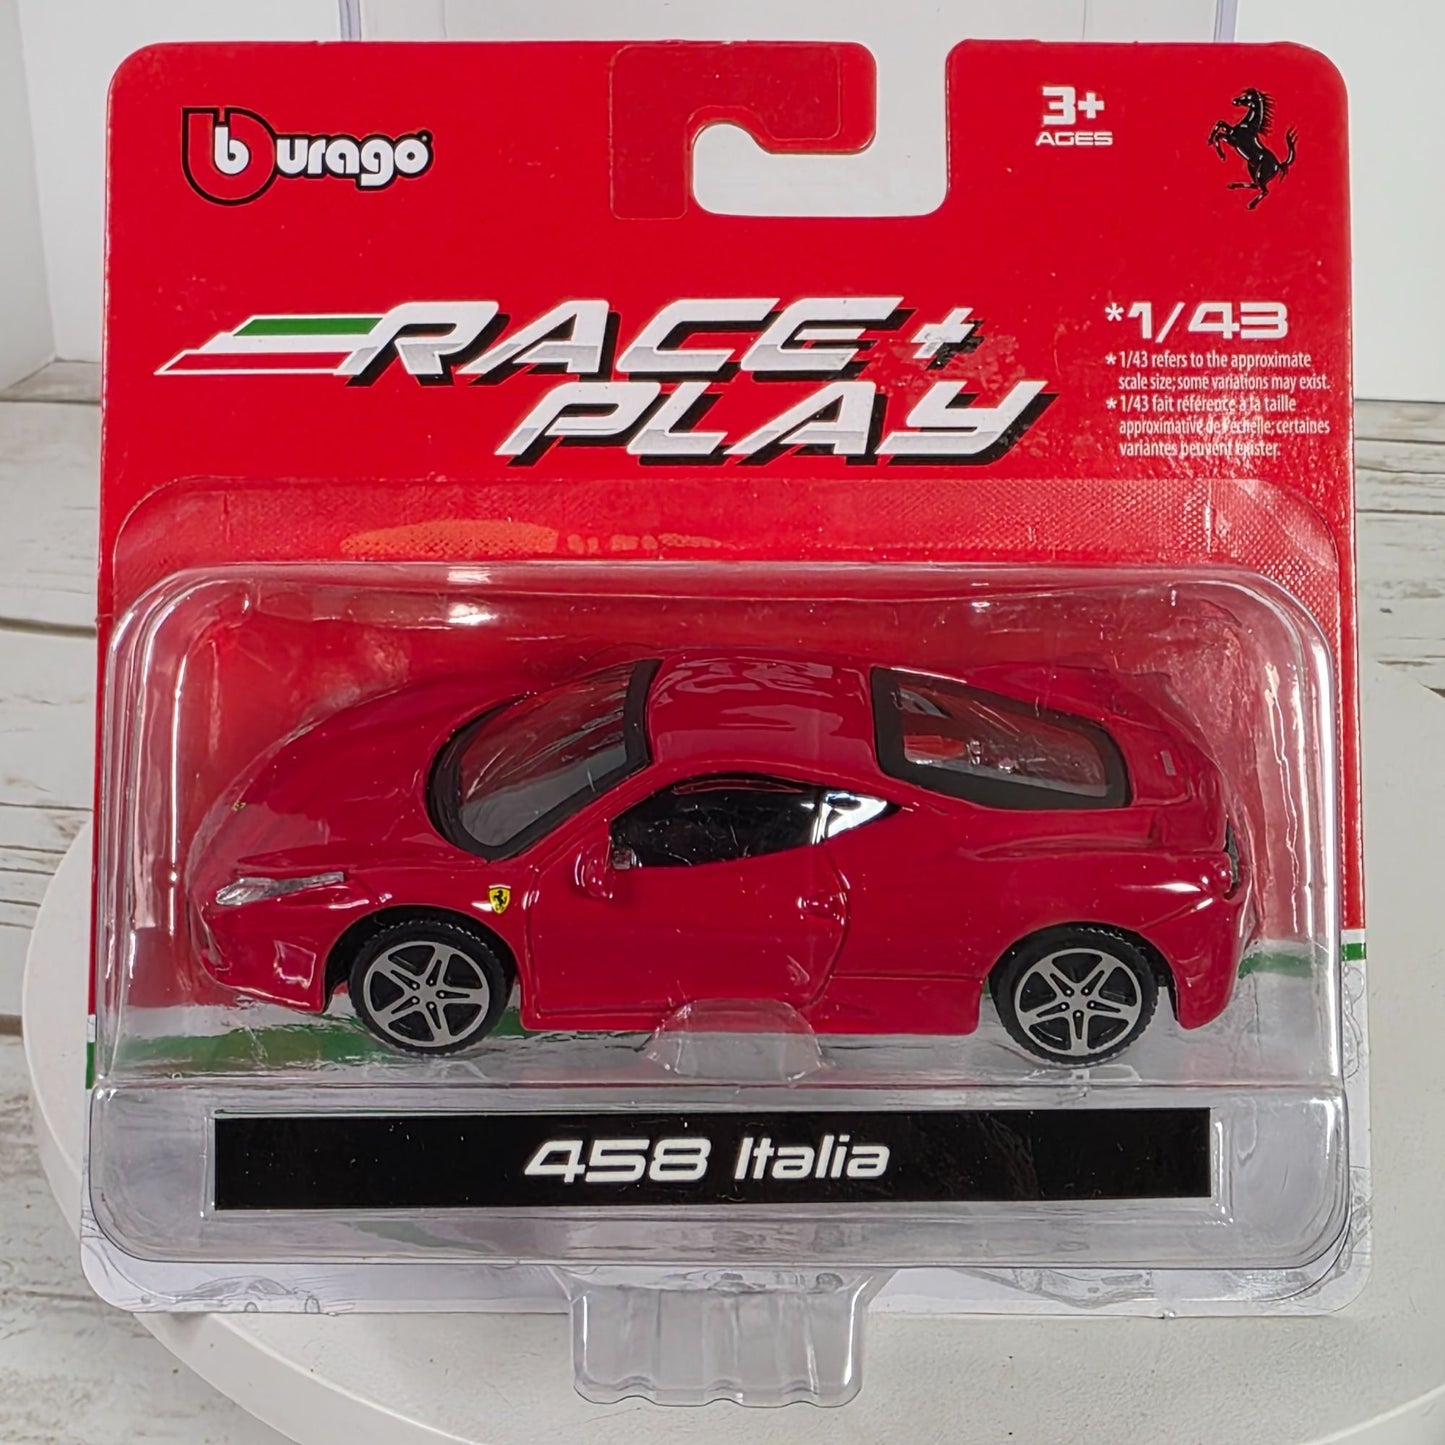 burago
3+
AGES
RACE+
PLAY
*1/43
* 1/43 refers to the approximate
scale size; some variations may exist.
* 1/43 fait référence à la taille
approximative de l'échelle; certaines
variantes peuvent exister.
458 Italia